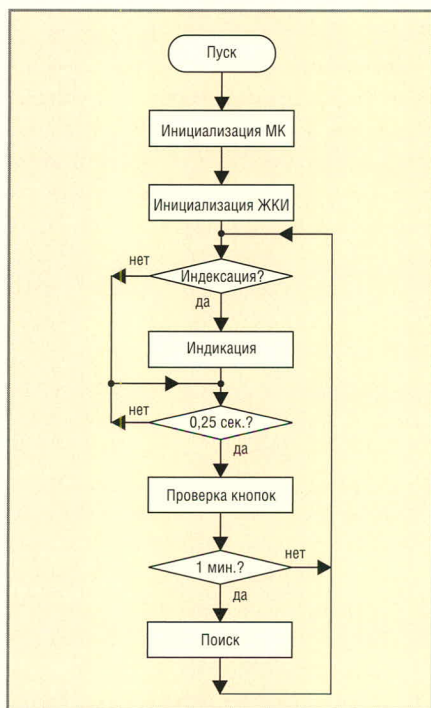 Пуск
Инициализация МК
Инициализация ЖКИ
нет
Индексация?
да
Индикация
нет
0,25 сек.?
да
Проверка кнопок
1 мин.?
нет
да
Поиск